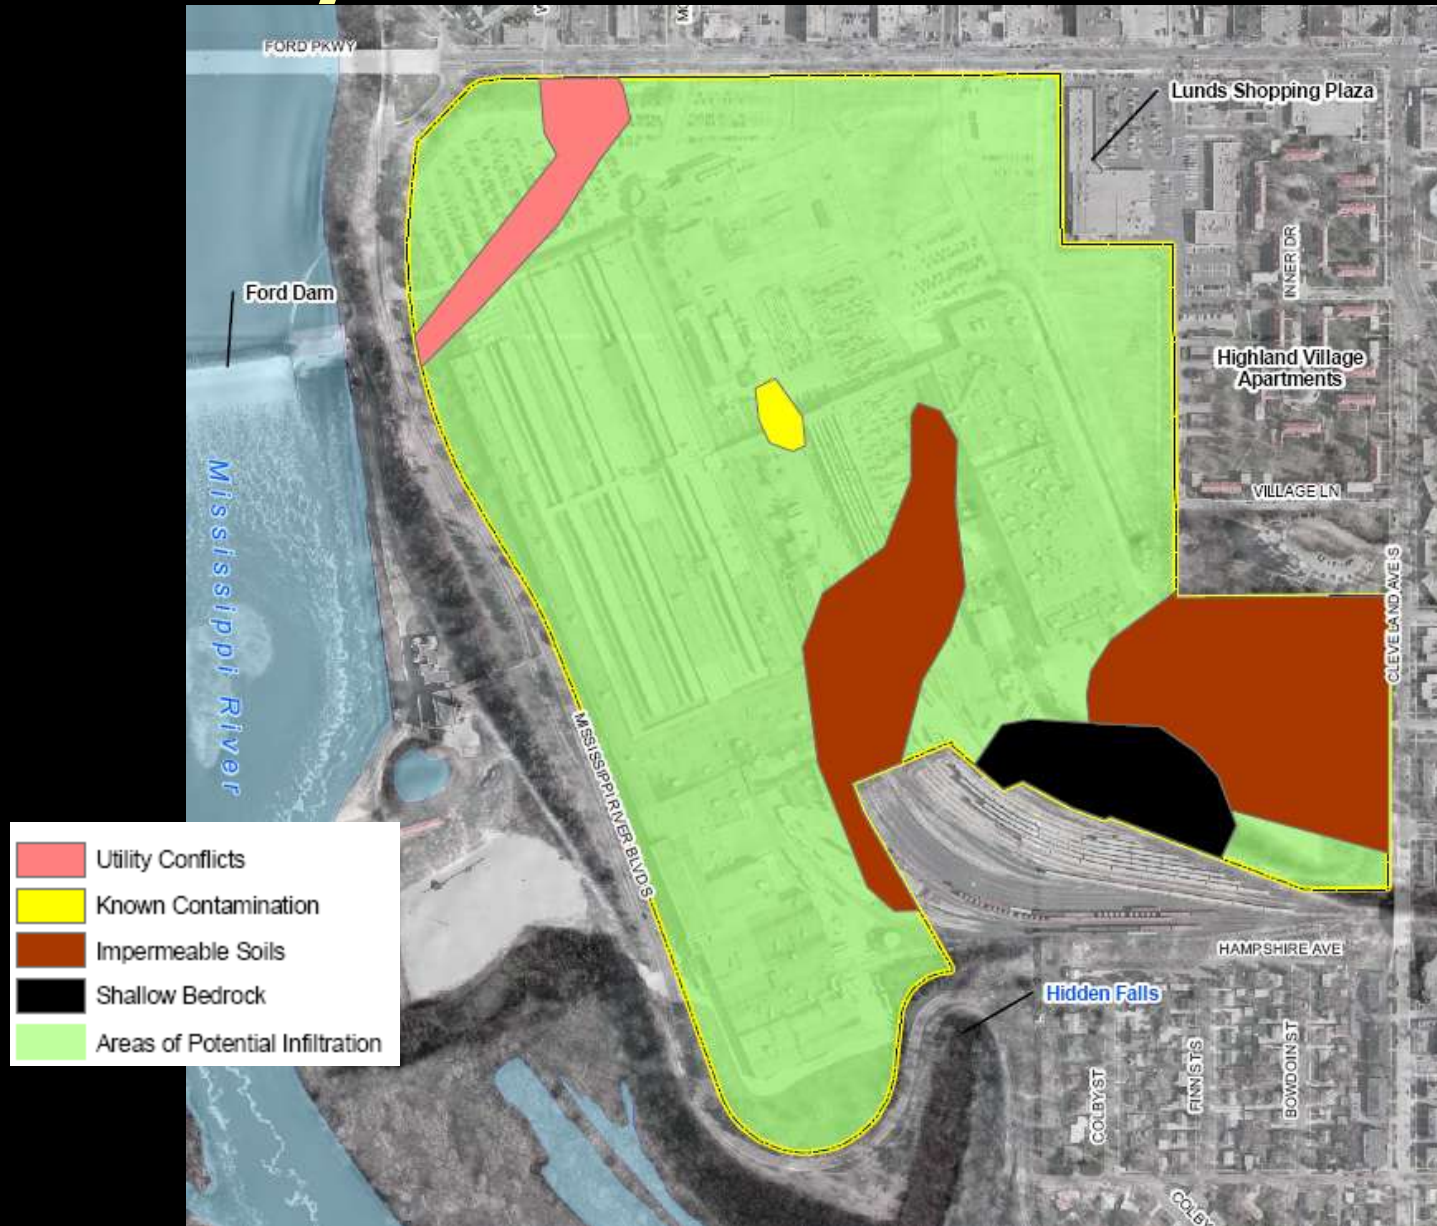 FORD PKWY
Lunds Shopping Plaza
INNER DR
Ford Dam
Highland Village
Apartments
VILLAGE LN
Mississippi River
CLEVELAND AVE S
MISSISSIPPI RIVER BLVD S
Utility Conflicts
Known Contamination
Impermeable Soils
Shallow Bedrock
Areas of Potential Infiltration
HAMPSHIRE AVE
Hidden Falls
COLBY ST
FINN ST S
BOWDOIN ST
COLBY